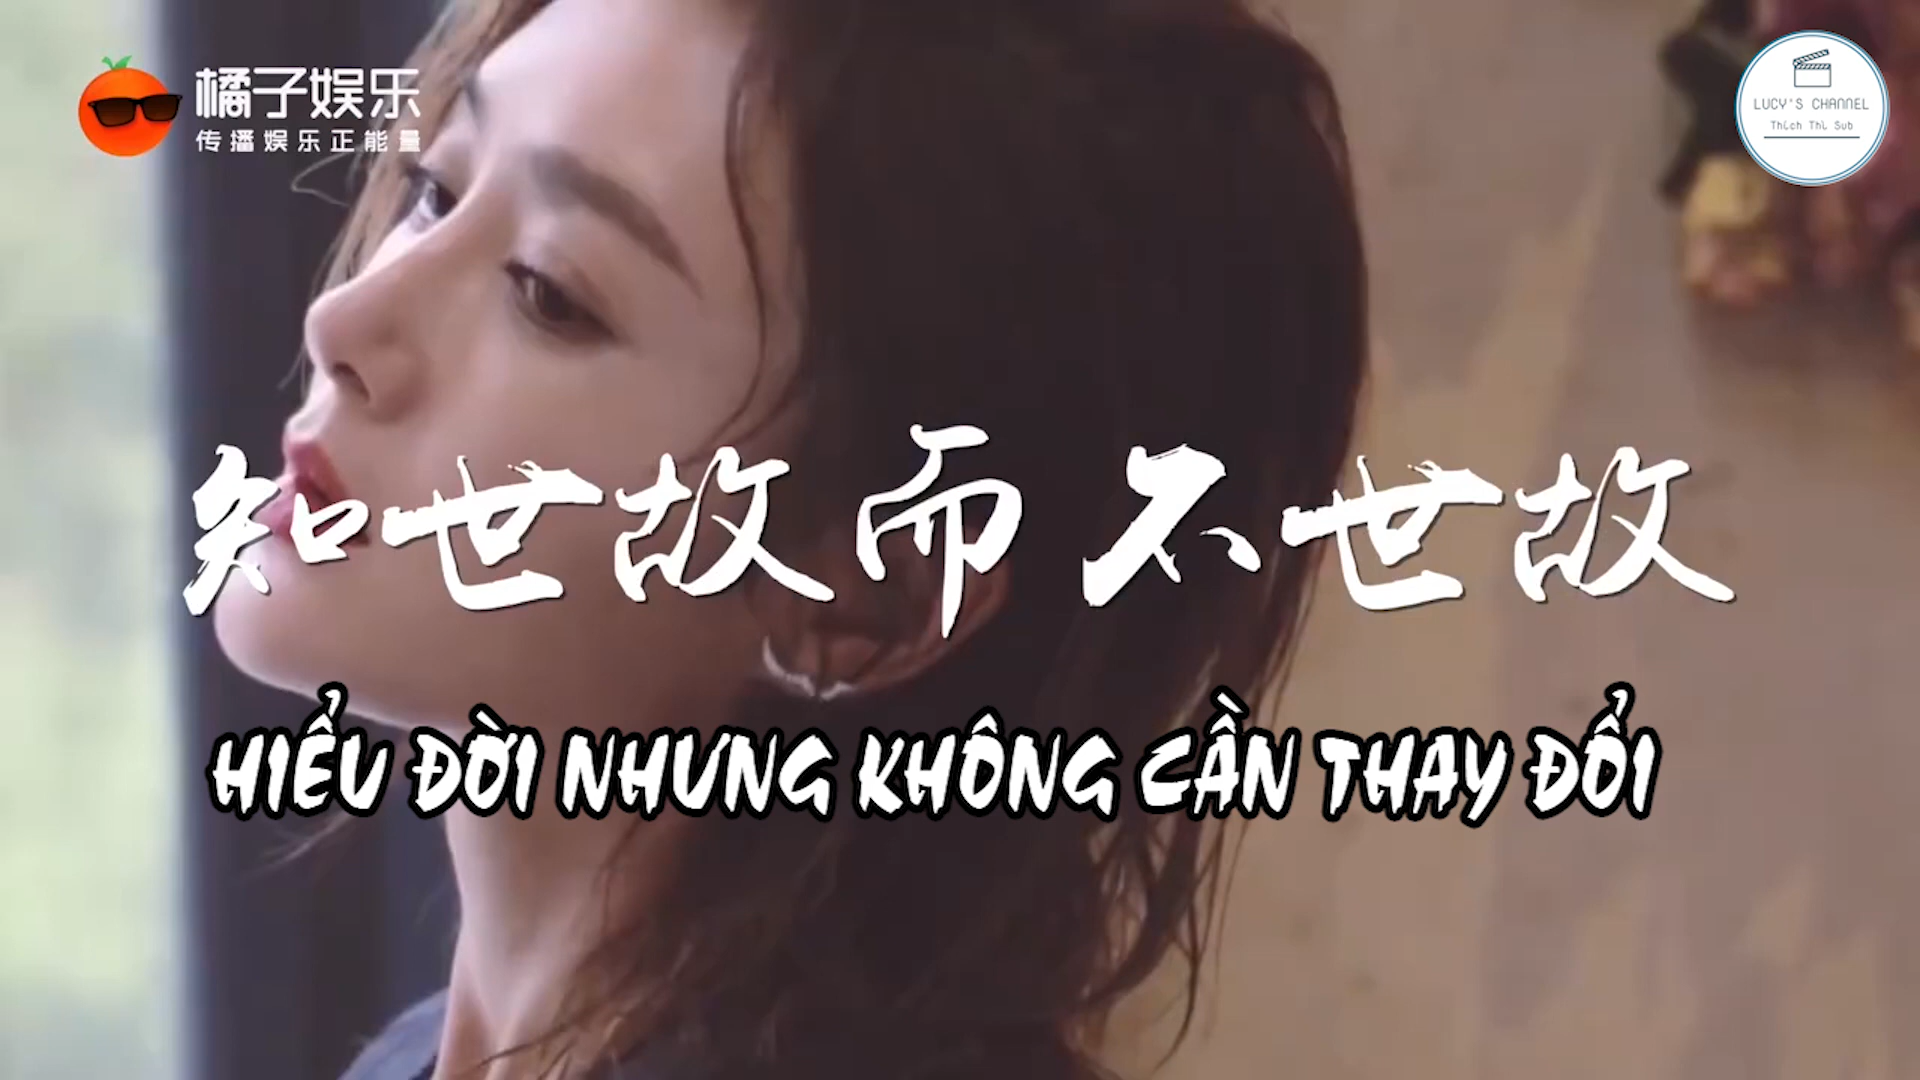 橘子娱乐
传播娱乐正能量
LUCY'S CHANNEL
Thích Thì Sub
知世故而不世故
HIỂU ĐỜI NHƯNG KHÔNG CẦN THAY ĐỔI